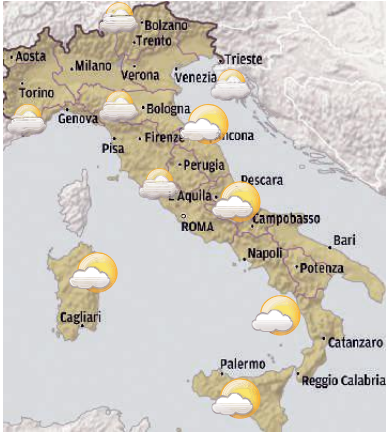 Bolzano
Trento
Aosta
Milano
Verona
Venezia
Trieste
Torino
Genova
Bologna
Pisa
Firenze
ncona
Perugia
L'Aquila
Pescara
ROMA
Campobasso
Bari
Napoli
Potenza
Cagliari
Catanzaro
Palermo
Reggio Calabria